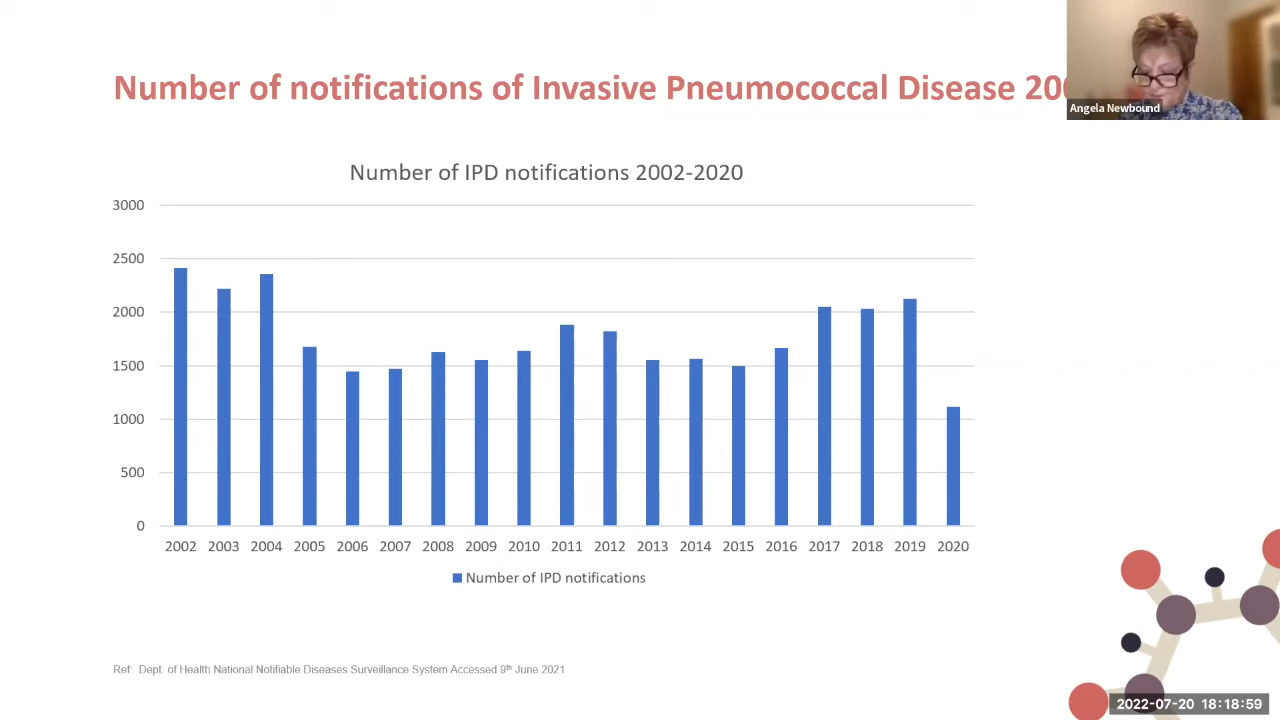 Number of notifications of Invasive Pneumococcal Disease 200
Angela Newbound
Number of IPD notifications 2002-2020
3000
2500
2000
1500
1000
500
0
2002 2003 2004 2005 2006 2007 2008 2009 2010 2011 2012 2013 2014 2015 2016 2017 2018 2019 2020
Number of IPD notifications
Ref: Dept. of Health National Notifiable Diseases Surveillance System Accessed 9th June 2021
2022-07-20 18:18:59